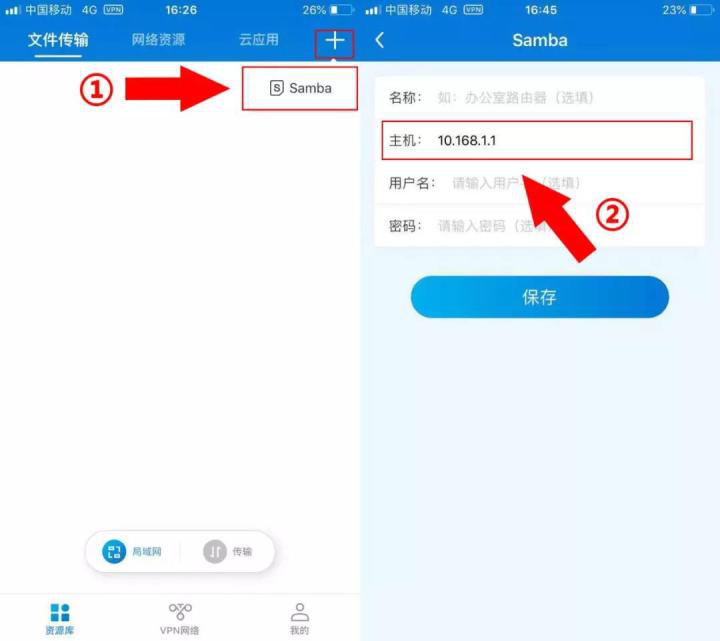 中国移动 4G VPN 16:26 26%
文件传输 网络资源 云应用
① S Samba
局域网 传输
资源库 VPN网络 我的
中国移动 4G VPN 16:45 23%
Samba
名称： 如：办公室路由器（选填）
主机： 10.168.1.1
用户名： 请输入用户（选填）
②
密码： 请输入密码（选填
保存